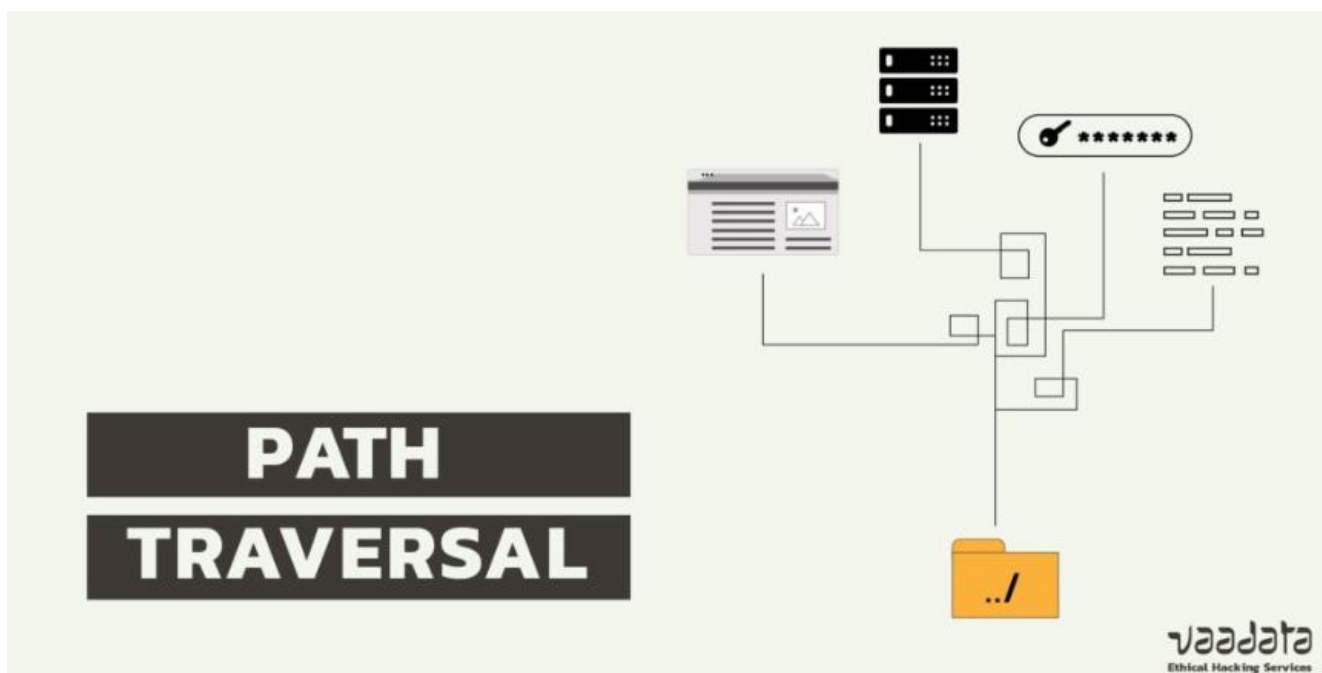 *******
PATH
TRAVERSAL
../
vaadata
Ethical Hacking Services